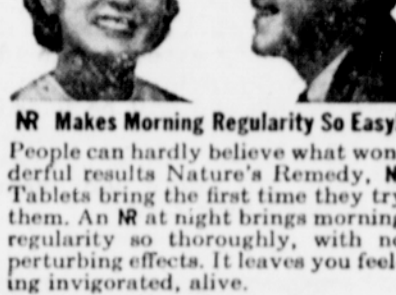 NR Makes Morning Regularity So Easy!
People can hardly believe what won-
derful results Nature's Remedy, N
Tablets bring the first time they try
them. An NR at night brings morning
regularity so thoroughly, with no
perturbing effects. It leaves you feel-
ing invigorated, alive.